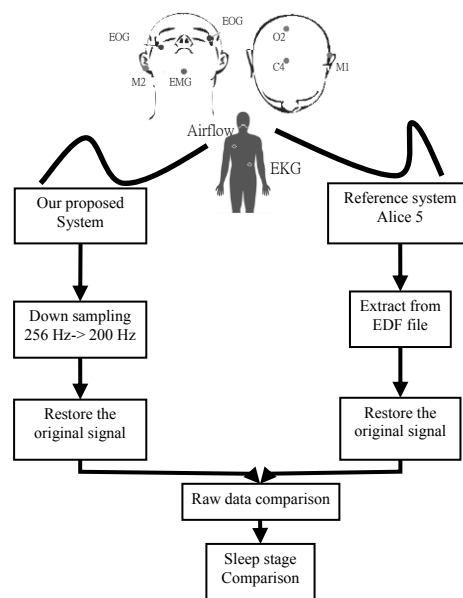 EOG
EOG
O2
C4
M1
M2
EMG
Airflow
EKG
Our proposed
System
Reference system
Alice 5
Down sampling
256 Hz-> 200 Hz
Extract from
EDF file
Restore the
original signal
Restore the
original signal
Raw data comparison
Sleep stage
Comparison